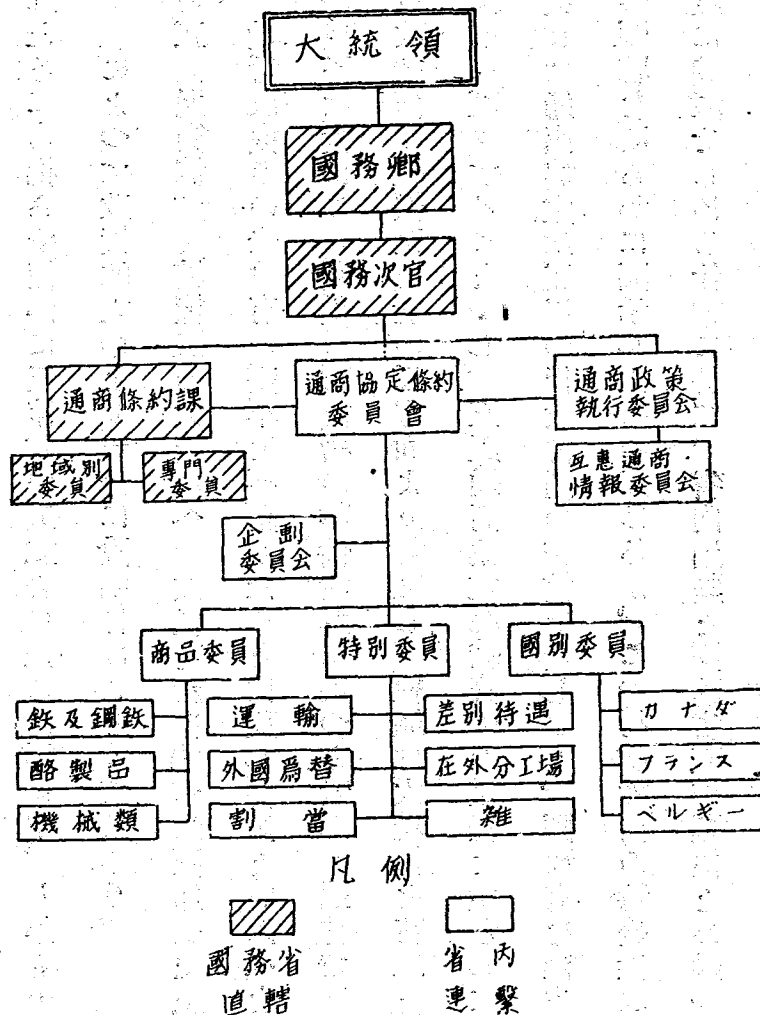 大統領
國務卿
國務次官
通商條約課
通商協定條約
委員會
通商政策
執行委員会
地域別
委員
專門
委員
互惠通商・
情報委員会
企劃
委員会
商品委員
特別委員
國別委員
鉄及鋼鉄
運輸
差別待遇
カナダ
酪製品
外國爲替
在外分工場
フランス
機械類
割當
雑
ベルギー
凡例
國務省
直轄
省内
連繫